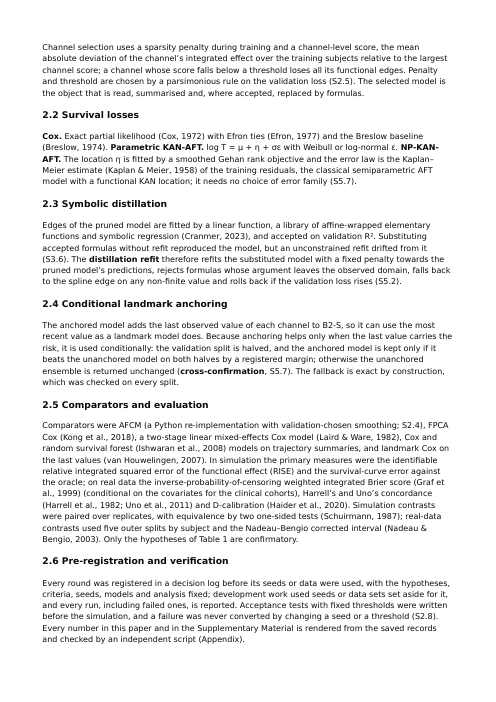 Channel selection uses a sparsity penalty during training and a channel-level score, the mean
absolute deviation of the channel's integrated effect over the training subjects relative to the largest
channel score; a channel whose score falls below a threshold loses all its functional edges. Penalty
and threshold are chosen by a parsimonious rule on the validation loss (S2.5). The selected model is
the object that is read, summarised and, where accepted, replaced by formulas.
2.2 Survival losses
Cox. Exact partial likelihood (Cox, 1972) with Efron ties (Efron, 1977) and the Breslow baseline
(Breslow, 1974). Parametric KAN-AFT. log T = μ + η + σε with Weibull or log-normal ε. NP-KAN-
AFT. The location η is fitted by a smoothed Gehan rank objective and the error law is the Kaplan–
Meier estimate (Kaplan & Meier, 1958) of the training residuals, the classical semiparametric AFT
model with a functional KAN location; it needs no choice of error family (S5.7).
2.3 Symbolic distillation
Edges of the pruned model are fitted by a linear function, a library of affine-wrapped elementary
functions and symbolic regression (Cranmer, 2023), and accepted on validation R². Substituting
accepted formulas without refit reproduced the model, but an unconstrained refit drifted from it
(S3.6). The distillation refit therefore refits the substituted model with a fixed penalty towards the
pruned model's predictions, rejects formulas whose argument leaves the observed domain, falls back
to the spline edge on any non-finite value and rolls back if the validation loss rises (S5.2).
2.4 Conditional landmark anchoring
The anchored model adds the last observed value of each channel to B2-S, so it can use the most
recent value as a landmark model does. Because anchoring helps only when the last value carries the
risk, it is used conditionally: the validation split is halved, and the anchored model is kept only if it
beats the unanchored model on both halves by a registered margin; otherwise the unanchored
ensemble is returned unchanged (cross-confirmation, S5.7). The fallback is exact by construction,
which was checked on every split.
2.5 Comparators and evaluation
Comparators were AFCM (a Python re-implementation with validation-chosen smoothing; S2.4), FPCA
Cox (Kong et al., 2018), a two-stage linear mixed-effects Cox model (Laird & Ware, 1982), Cox and
random survival forest (Ishwaran et al., 2008) models on trajectory summaries, and landmark Cox on
the last values (van Houwelingen, 2007). In simulation the primary measures were the identifiable
relative integrated squared error of the functional effect (RISE) and the survival-curve error against
the oracle; on real data the inverse-probability-of-censoring weighted integrated Brier score (Graf et
al., 1999) (conditional on the covariates for the clinical cohorts), Harrell's and Uno's concordance
(Harrell et al., 1982; Uno et al., 2011) and D-calibration (Haider et al., 2020). Simulation contrasts
were paired over replicates, with equivalence by two one-sided tests (Schuirmann, 1987); real-data
contrasts used five outer splits by subject and the Nadeau–Bengio corrected interval (Nadeau &
Bengio, 2003). Only the hypotheses of Table 1 are confirmatory.
2.6 Pre-registration and verification
Every round was registered in a decision log before its seeds or data were used, with the hypotheses,
criteria, seeds, models and analysis fixed; development work used seeds or data sets set aside for it,
and every run, including failed ones, is reported. Acceptance tests with fixed thresholds were written
before the simulation, and a failure was never converted by changing a seed or a threshold (S2.8).
Every number in this paper and in the Supplementary Material is rendered from the saved records
and checked by an independent script (Appendix).